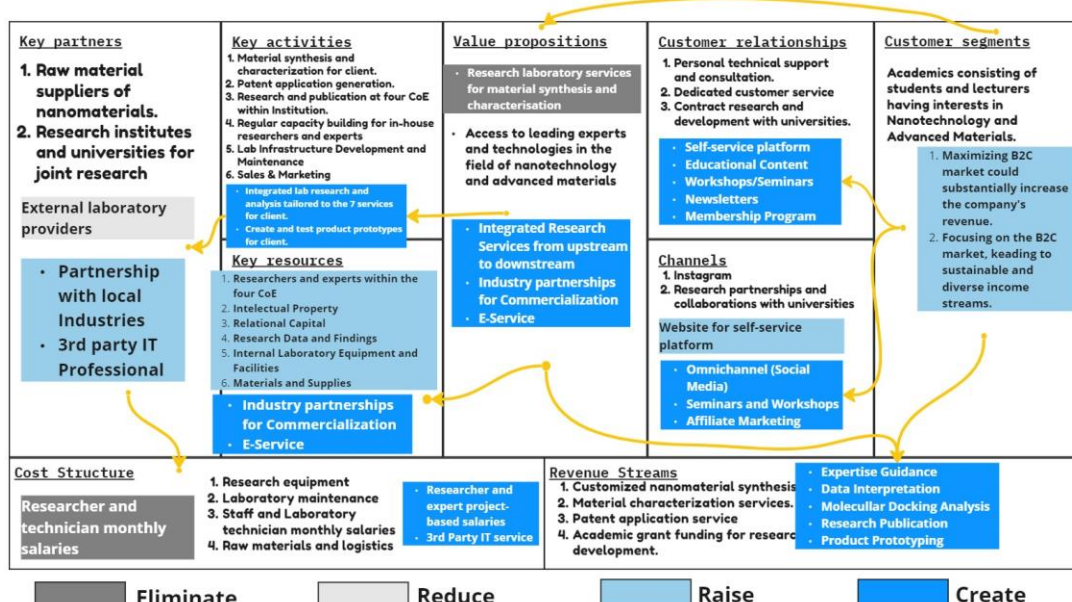 Key partners
1. Raw material
suppliers of
nanomaterials.
2. Research institutes
and universities for
joint research
External laboratory
providers
• Partnership
with local
Industries
• 3rd party IT
Professional
Key activities
1. Material synthesis and
characterization for client.
2. Patent application generation.
3. Research and publication at four CoE
within Institution.
4. Regular capacity building for in-house
researchers and experts
5. Lab Infrastructure Development and
Maintenance
6. Sales & Marketing
• Integrated lab research and
analysis tailored to the 7 services
for client.
• Create and test product prototypes
for client.
Key resources
1. Researchers and experts within the
four CoE
2. Intelectual Property
3. Relational Capital
4. Research Data and Findings
5. Internal Laboratory Equipment and
Facilities
6. Materials and Supplies
• Industry partnerships
for Commercialization
• E-Service
Value propositions
• Research laboratory services
for material synthesis and
characterisation
• Access to leading experts
and technologies in the
field of nanotechnology
and advanced materials
• Integrated Research
Services from upstream
to downstream
• Industry partnerships
for Commercialization
• E-Service
Customer relationships
1. Personal technical support
and consultation.
2. Dedicated customer service
3. Contract research and
development with universities.
• Self-service platform
• Educational Content
• Workshops/Seminars
• Newsletters
• Membership Program
Channels
1. Instagram
2. Research partnerships and
collaborations with universities
Website for self-service
platform
• Omnichannel (Social
Media)
• Seminars and Workshops
• Affiliate Marketing
Customer segments
Academics consisting of
students and lecturers
having interests in
Nanotechnology and
Advanced Materials.
1. Maximizing B2C
market could
substantially increase
the company's
revenue.
2. Focusing on the B2C
market, leading to
sustainable and
diverse income
streams.
Cost Structure
Researcher and
technician monthly
salaries
1. Research equipment
2. Laboratory maintenance
3. Staff and Laboratory
technician monthly salaries
4. Raw materials and logistics
• Researcher and
expert project-
based salaries
• 3rd Party IT service
Revenue Streams
1. Customized nanomaterial synthesis
2. Material characterization services.
3. Patent application service
4. Academic grant funding for researc
development.
• Expertise Guidance
• Data Interpretation
• Molecullar Docking Analysis
• Research Publication
• Product Prototyping
Eliminate
Reduce
Raise
Create